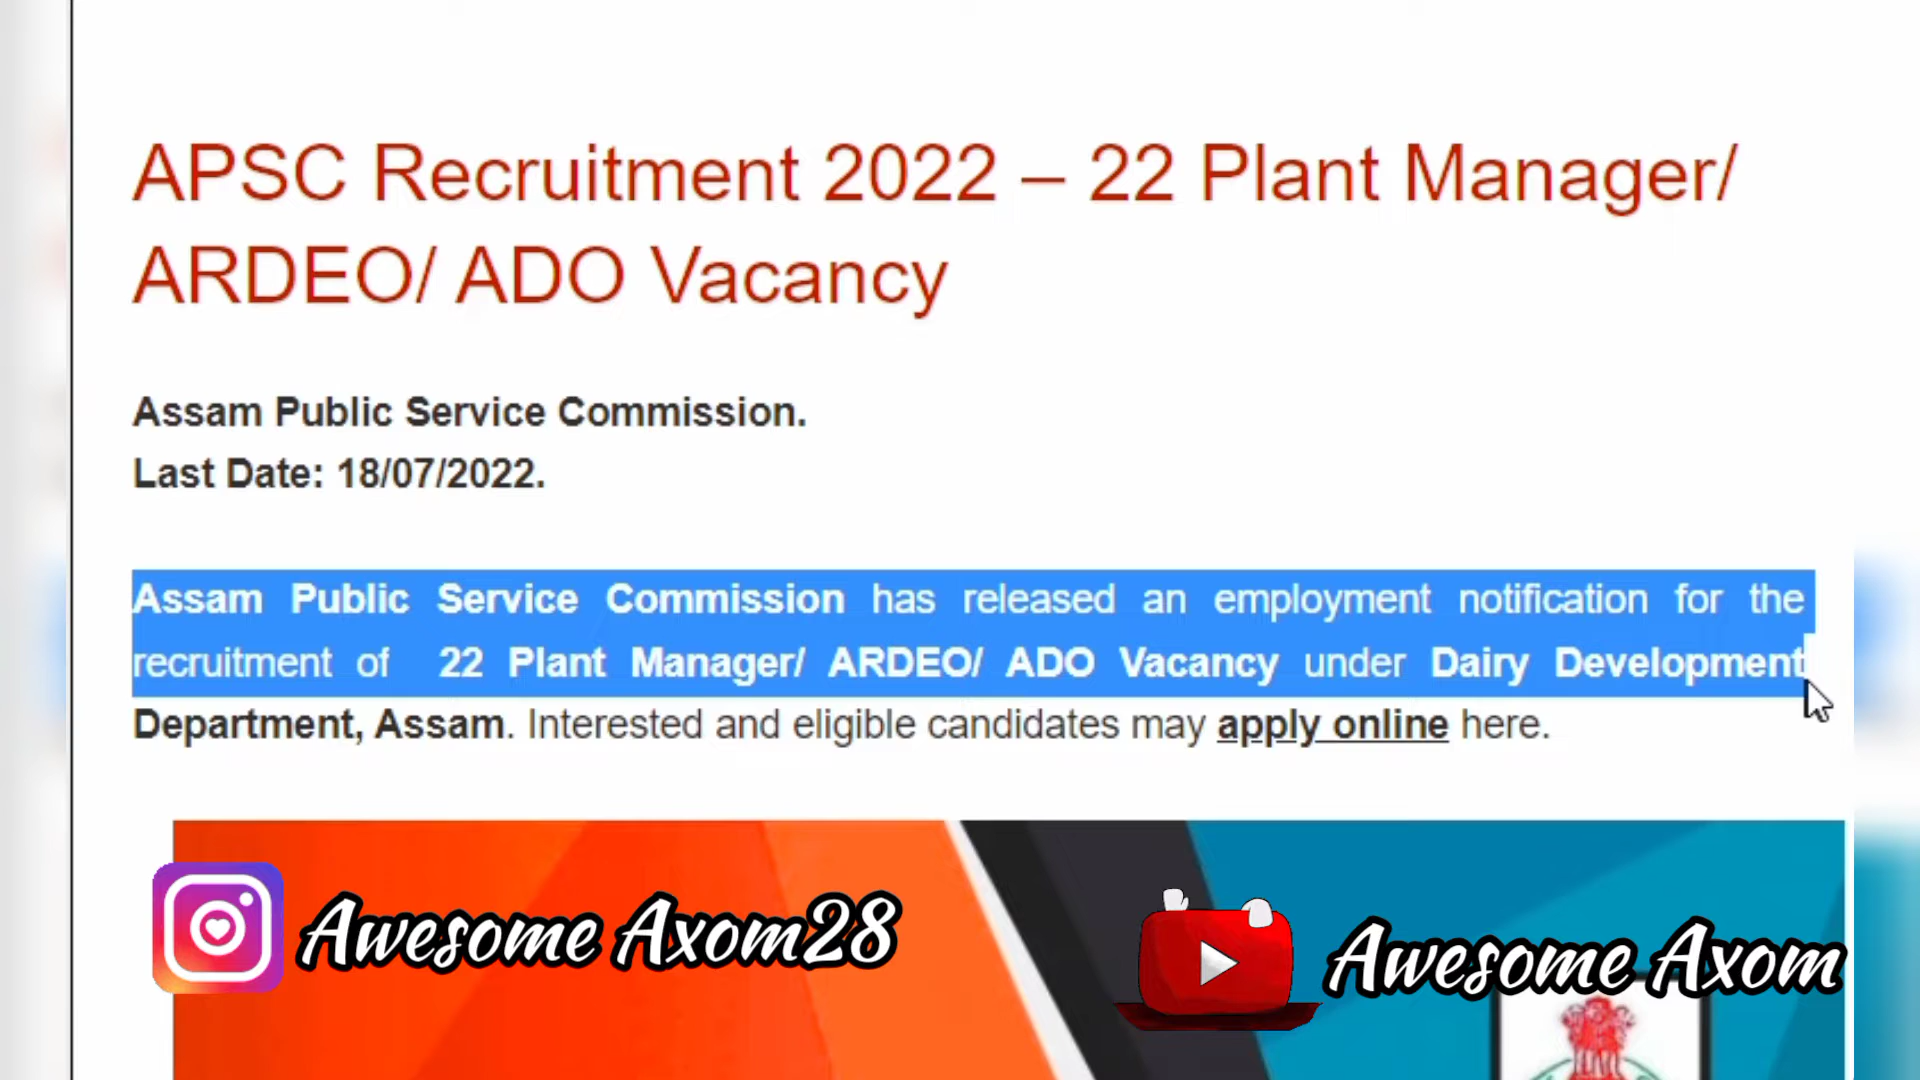 APSC Recruitment 2022 – 22 Plant Manager/
ARDEO/ ADO Vacancy
Assam Public Service Commission.
Last Date: 18/07/2022.
Assam Public Service Commission has released an employment notification for the
recruitment of 22 Plant Manager/ ARDEO/ ADO Vacancy under Dairy Development
Department, Assam. Interested and eligible candidates may apply online here.
Awesome Axom28
Awesome Axom